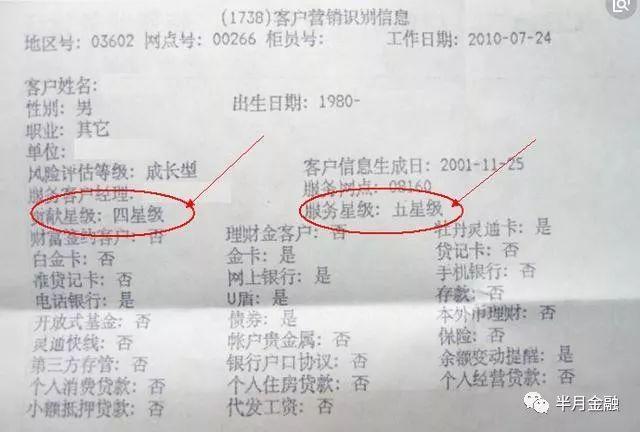 (1738)客户营销识别信息
地区号: 03602 网点号: 00266 柜员号: 工作日期: 2010-07-24
客户姓名:
性别: 男 出生日期: 1980-
职业: 其它
单位:
风险评估等级: 成长型 客户信息生成日: 2001-11-25
服务客户经理: 服务网点: 08160
贡献星级: 四星级 服务星级: 五星级 牡丹灵通卡: 是
财富签约客户: 否 理财金客户: 否
白金卡: 否 金卡: 是 贷记卡: 否
准贷记卡: 否 网上银行: 是 手机银行: 否
电话银行: 是 U盾: 是 存款: 否
开放式基金: 否 债券: 是 本外币理财: 否
灵通快线: 否 帐户贵金属: 否 保险: 否
第三方存管: 否 银行户口协议: 否 余额变动提醒: 是
个人消费贷款: 否 个人住房贷款: 否 个人经营贷款: 否
小额抵押贷款: 否 代发工资: 否
半月金融